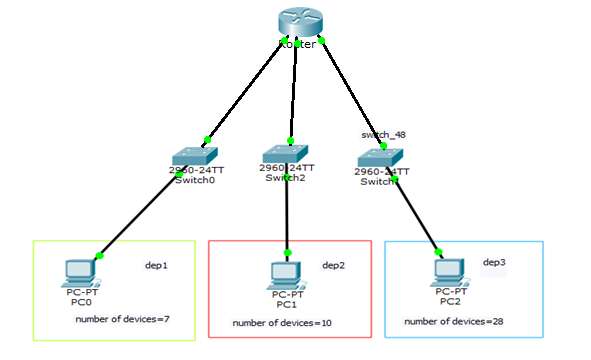 Router
switch_48
2960-24TT
Switch0
2960-24TT
Switch2
2960-24TT
dep1
dep2
dep3
PC-PT
PC0
PC-PT
PC1
PC-PT
PC2
number of devices=7
number of devices=10
number of devices=28